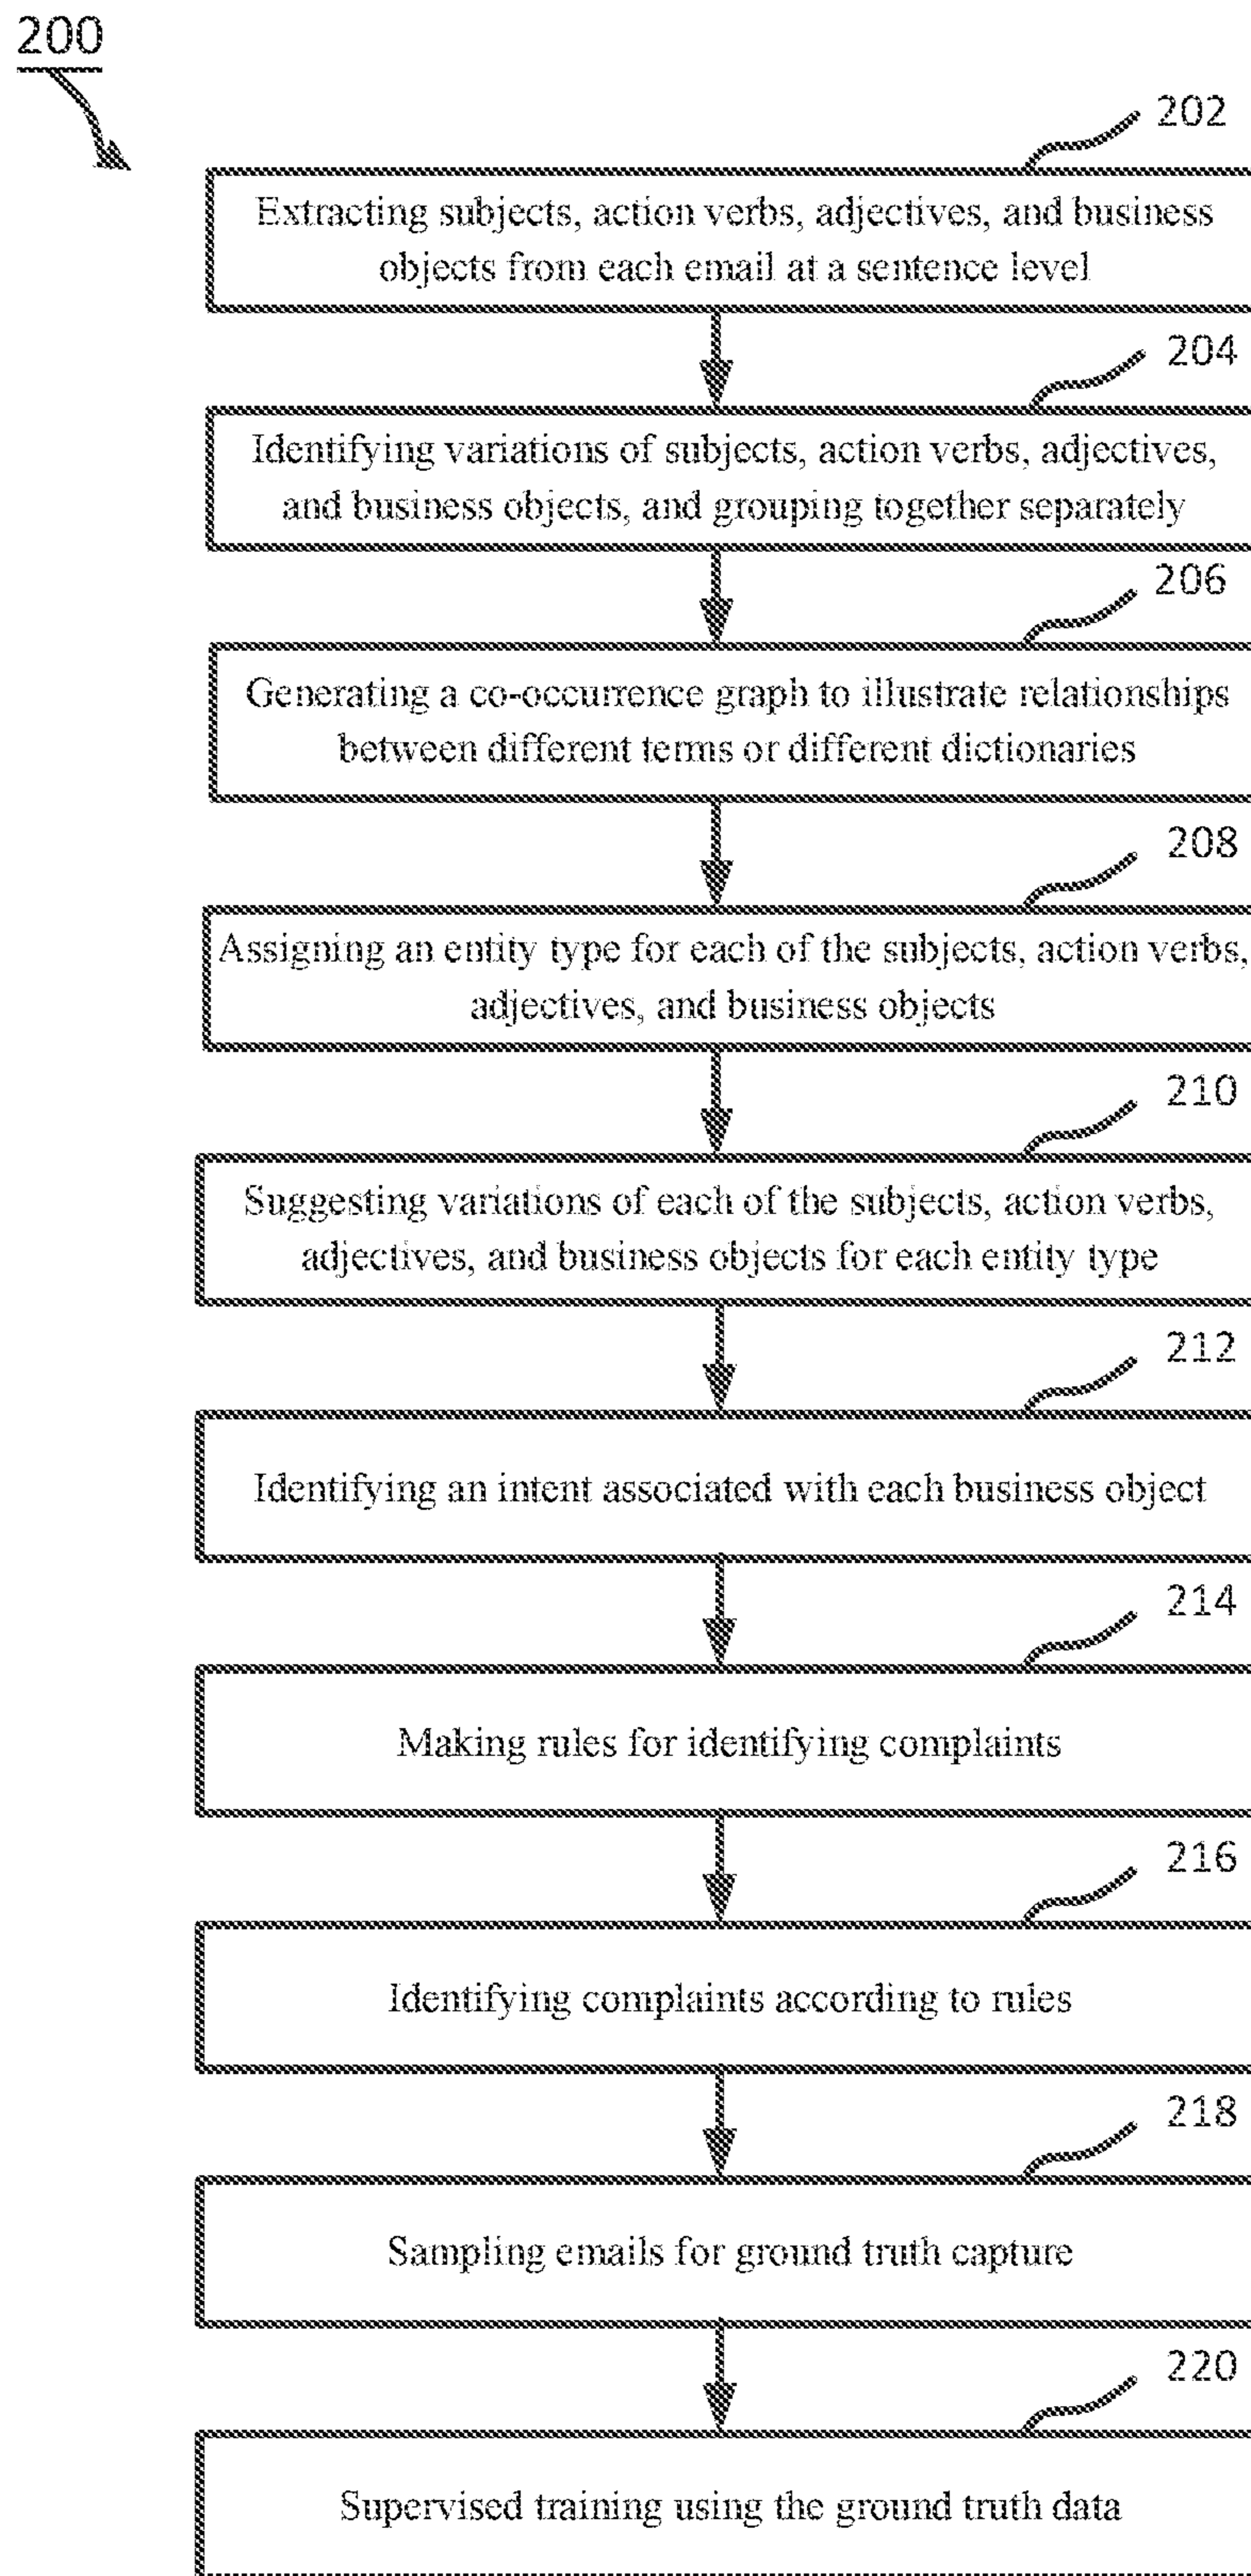 200
202
Extracting subjects, action verbs, adjectives, and business
objects from each email at a sentence level
204
Identifying variations of subjects, action verbs, adjectives,
and business objects, and grouping together separately
206
Generating a co-occurrence graph to illustrate relationships
between different terms or different dictionaries
208
Assigning an entity type for each of the subjects, action verbs,
adjectives, and business objects
210
Suggesting variations of each of the subjects, action verbs,
adjectives, and business objects for each entity type
212
Identifying an intent associated with each business object
214
Making rules for identifying complaints
216
Identifying complaints according to rules
218
Sampling emails for ground truth capture
220
Supervised training using the ground truth data